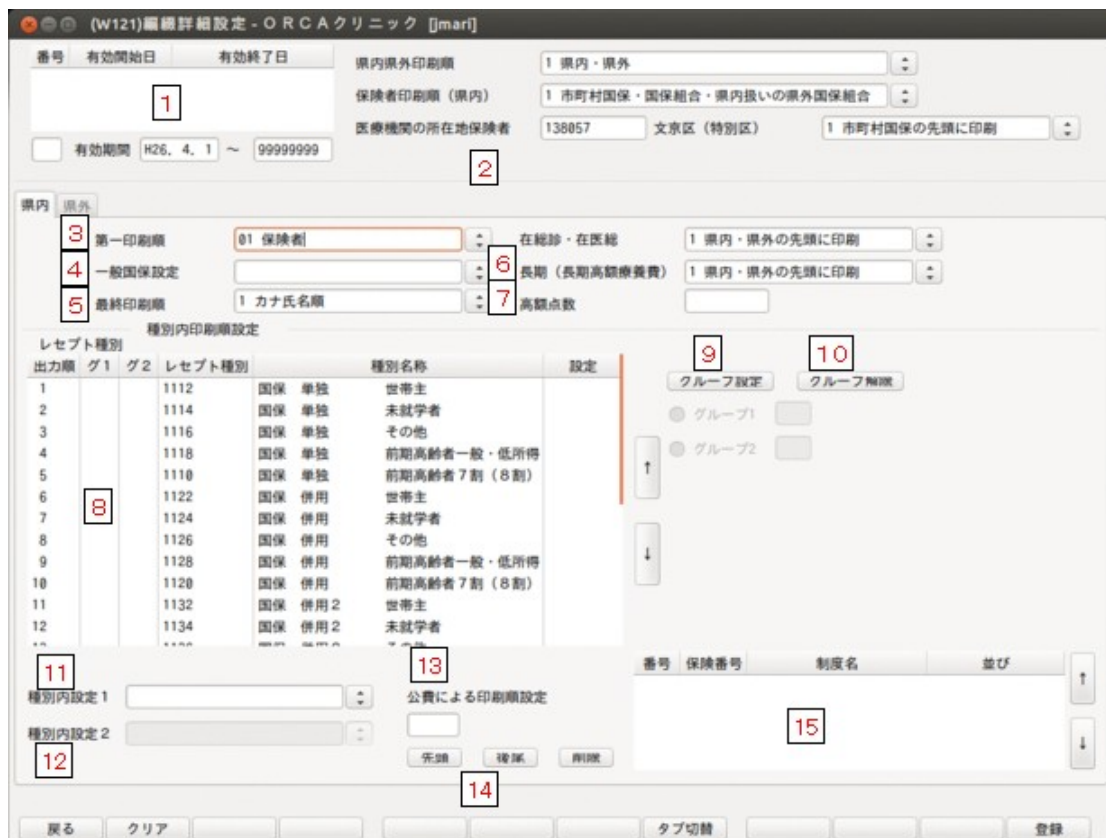 (W121)編綴詳細設定 - ＯＲＣＡクリニック [jmari]
番号 有効開始日 有効終了日
1
有効期間 H26. 4. 1 ～ 99999999
県内県外印刷順 1 県内・県外
保険者印刷順（県内） 1 市町村国保・国保組合・県内扱いの県外国保組合
医療機関の所在地保険者 138057 文京区（特別区） 1 市町村国保の先頭に印刷
2
県内 県外
3 第一印刷順 01 保険者 在総診・在医総 1 県内・県外の先頭に印刷
4 一般国保設定 6 長期（長期高額療養費） 1 県内・県外の先頭に印刷
5 最終印刷順 1 カナ氏名順 7 高額点数
種別内印刷順設定
レセプト種別
出力順 グ1 グ2 レセプト種別 種別名称 設定
1 1112 国保 単独 世帯主
2 1114 国保 単独 未就学者
3 1116 国保 単独 その他
4 1118 国保 単独 前期高齢者一般・低所得
5 1110 国保 単独 前期高齢者７割（８割）
6 1122 国保 併用 世帯主
7 1124 国保 併用 未就学者
8 1126 国保 併用 その他
9 1128 国保 併用 前期高齢者一般・低所得
10 1120 国保 併用 前期高齢者７割（８割）
11 1132 国保 併用２ 世帯主
12 1134 国保 併用２ 未就学者
8
9 10
グループ設定 グループ解除
グループ1
グループ2
↑
↓
11
種別内設定１
種別内設定２
12
13
公費による印刷順設定
先頭 後尾 削除
14
番号 保険番号 制度名 並び
15
↑
↓
戻る クリア タブ切替 登録